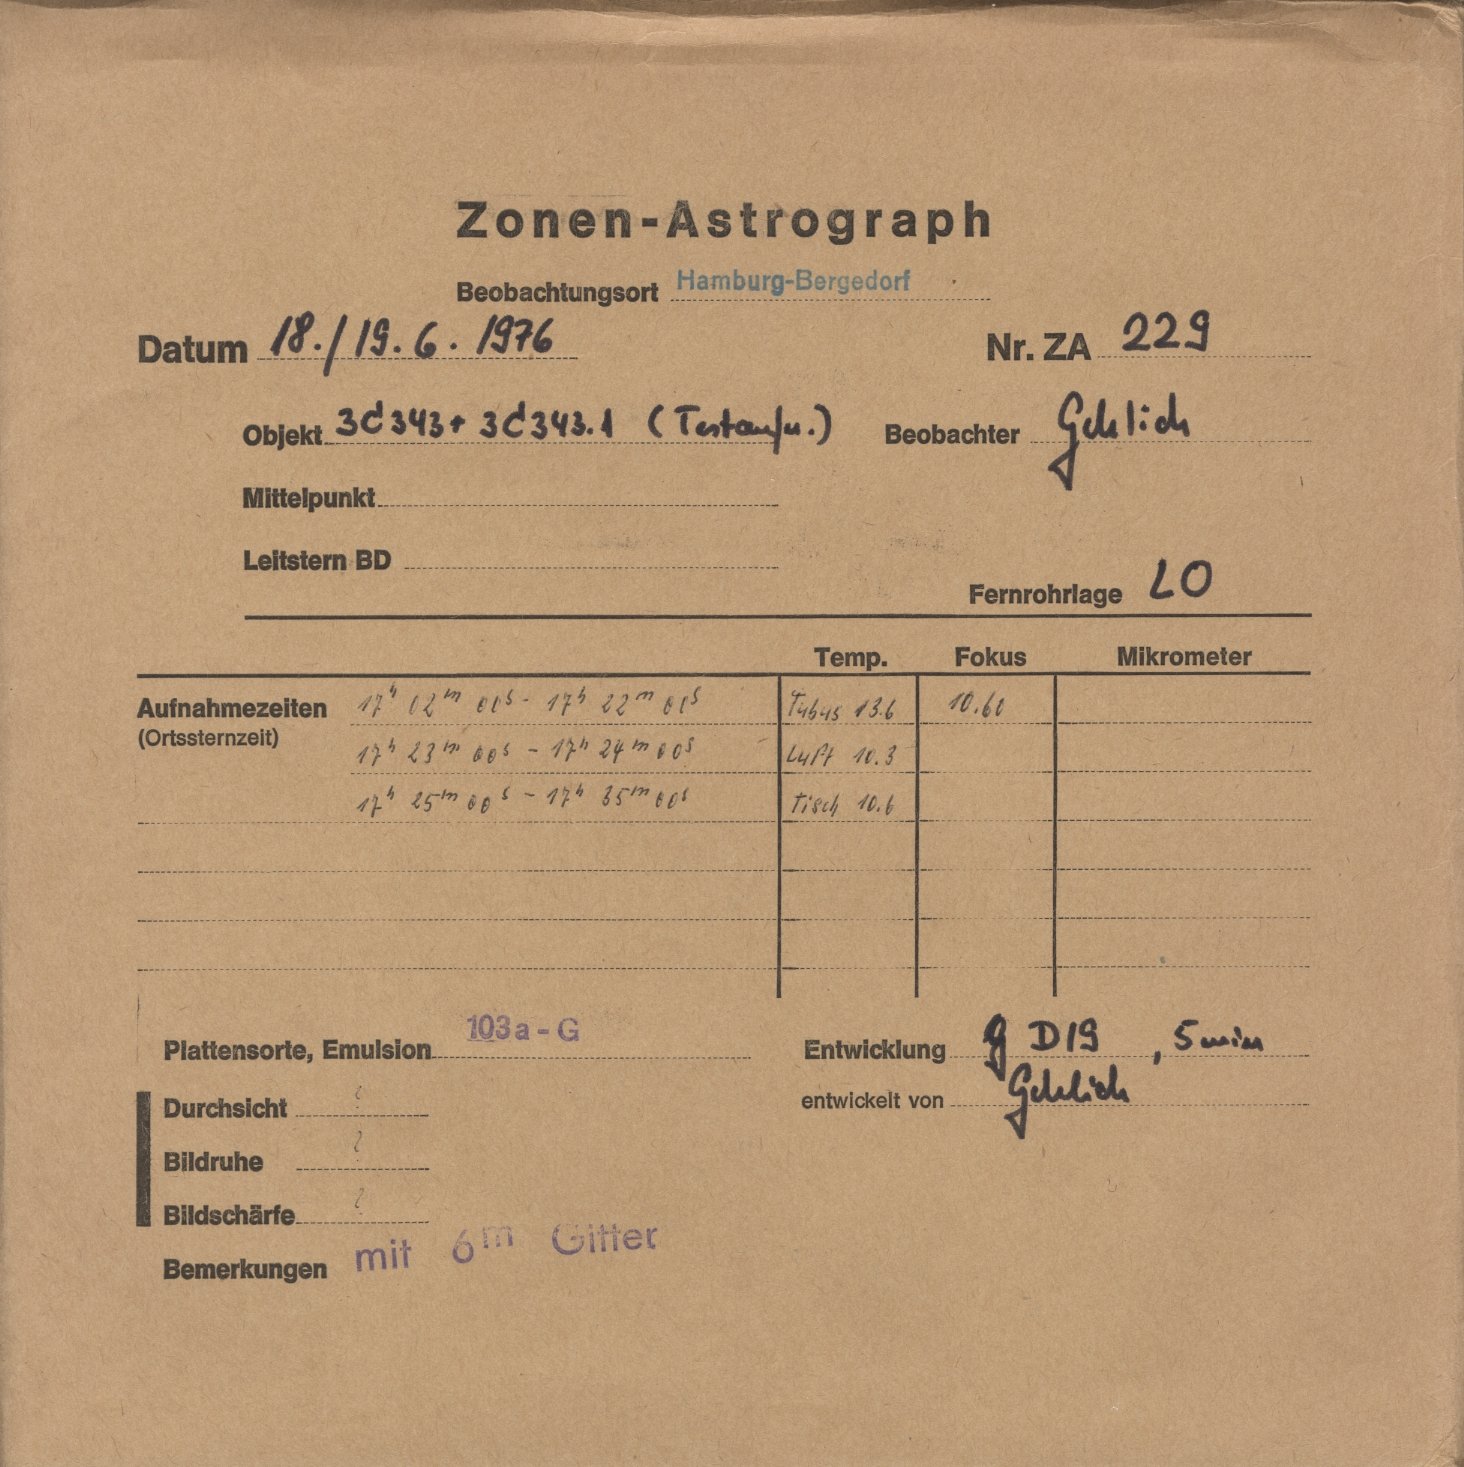 Zonen-Astrograph
Beobachtungsort Hamburg-Bergedorf
Datum 18./19.6.1976 Nr. ZA 229
Objekt 3C343+ 3C343.1 (Testaufn.) Beobachter Gehlich
Mittelpunkt
Leitstern BD
Fernrohrlage LO
Temp. Fokus Mikrometer
Aufnahmezeiten 17h 02m 00s - 17h 22m 00s Tubus 13.6 10.60
(Ortssternzeit)
17h 23m 00s - 17h 24m 00s Luft 10.3
17h 25m 00s - 17h 35m 00s Tisch 10.6
Plattensorte, Emulsion 103a-G Entwicklung D19, 5min
Durchsicht ? entwickelt von Gehlich
Bildruhe ?
Bildschärfe ?
Bemerkungen mit 6m Gitter